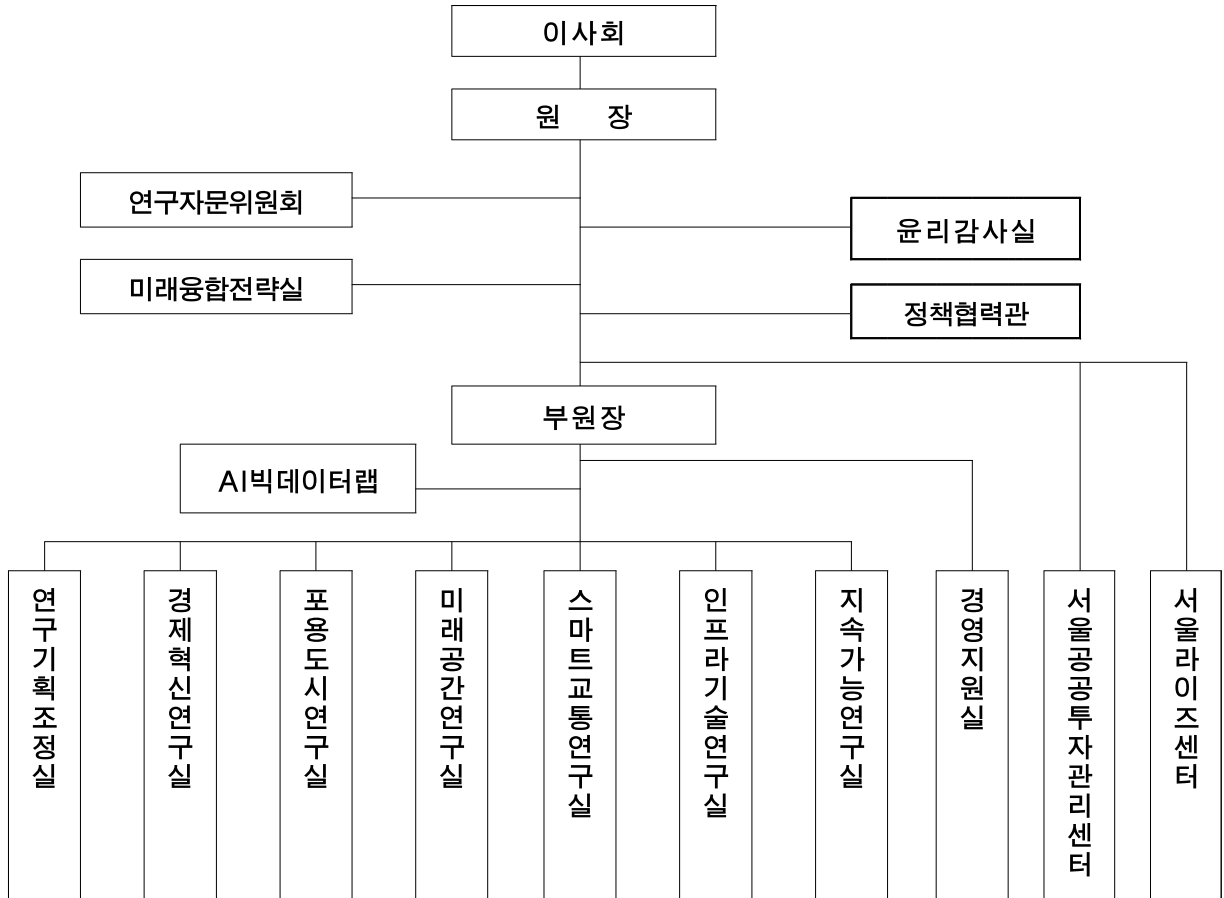 이사회
원 장
연구자문위원회
윤리감사실
미래융합전략실
정책협력관
부원장
AI빅데이터랩
연구기획조정실
경제혁신연구실
포용도시연구실
미래공간연구실
스마트교통연구실
인프라기술연구실
지속가능연구실
경영지원실
서울공공투자관리센터
서울라이즈센터